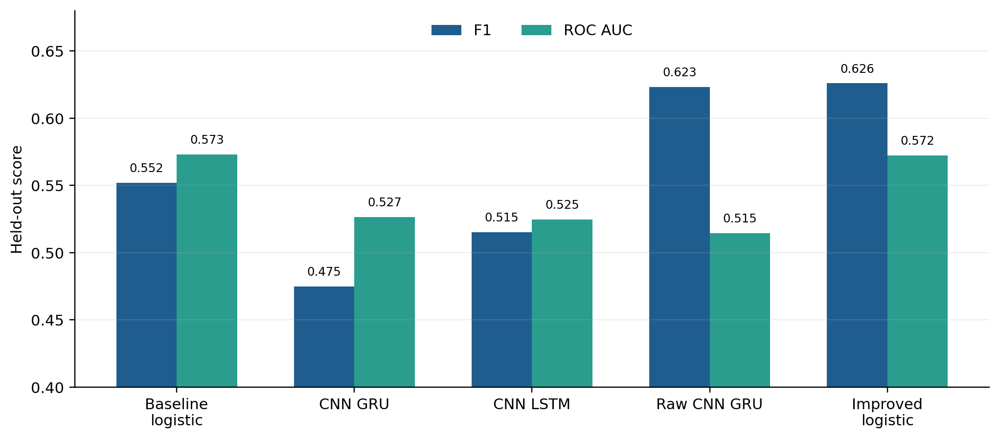 F1 ROC AUC
Held-out score
0.65
0.60
0.55
0.50
0.45
0.40
0.552
0.573
0.475
0.527
0.515
0.525
0.623
0.515
0.626
0.572
Baseline
logistic
CNN GRU
CNN LSTM
Raw CNN GRU
Improved
logistic